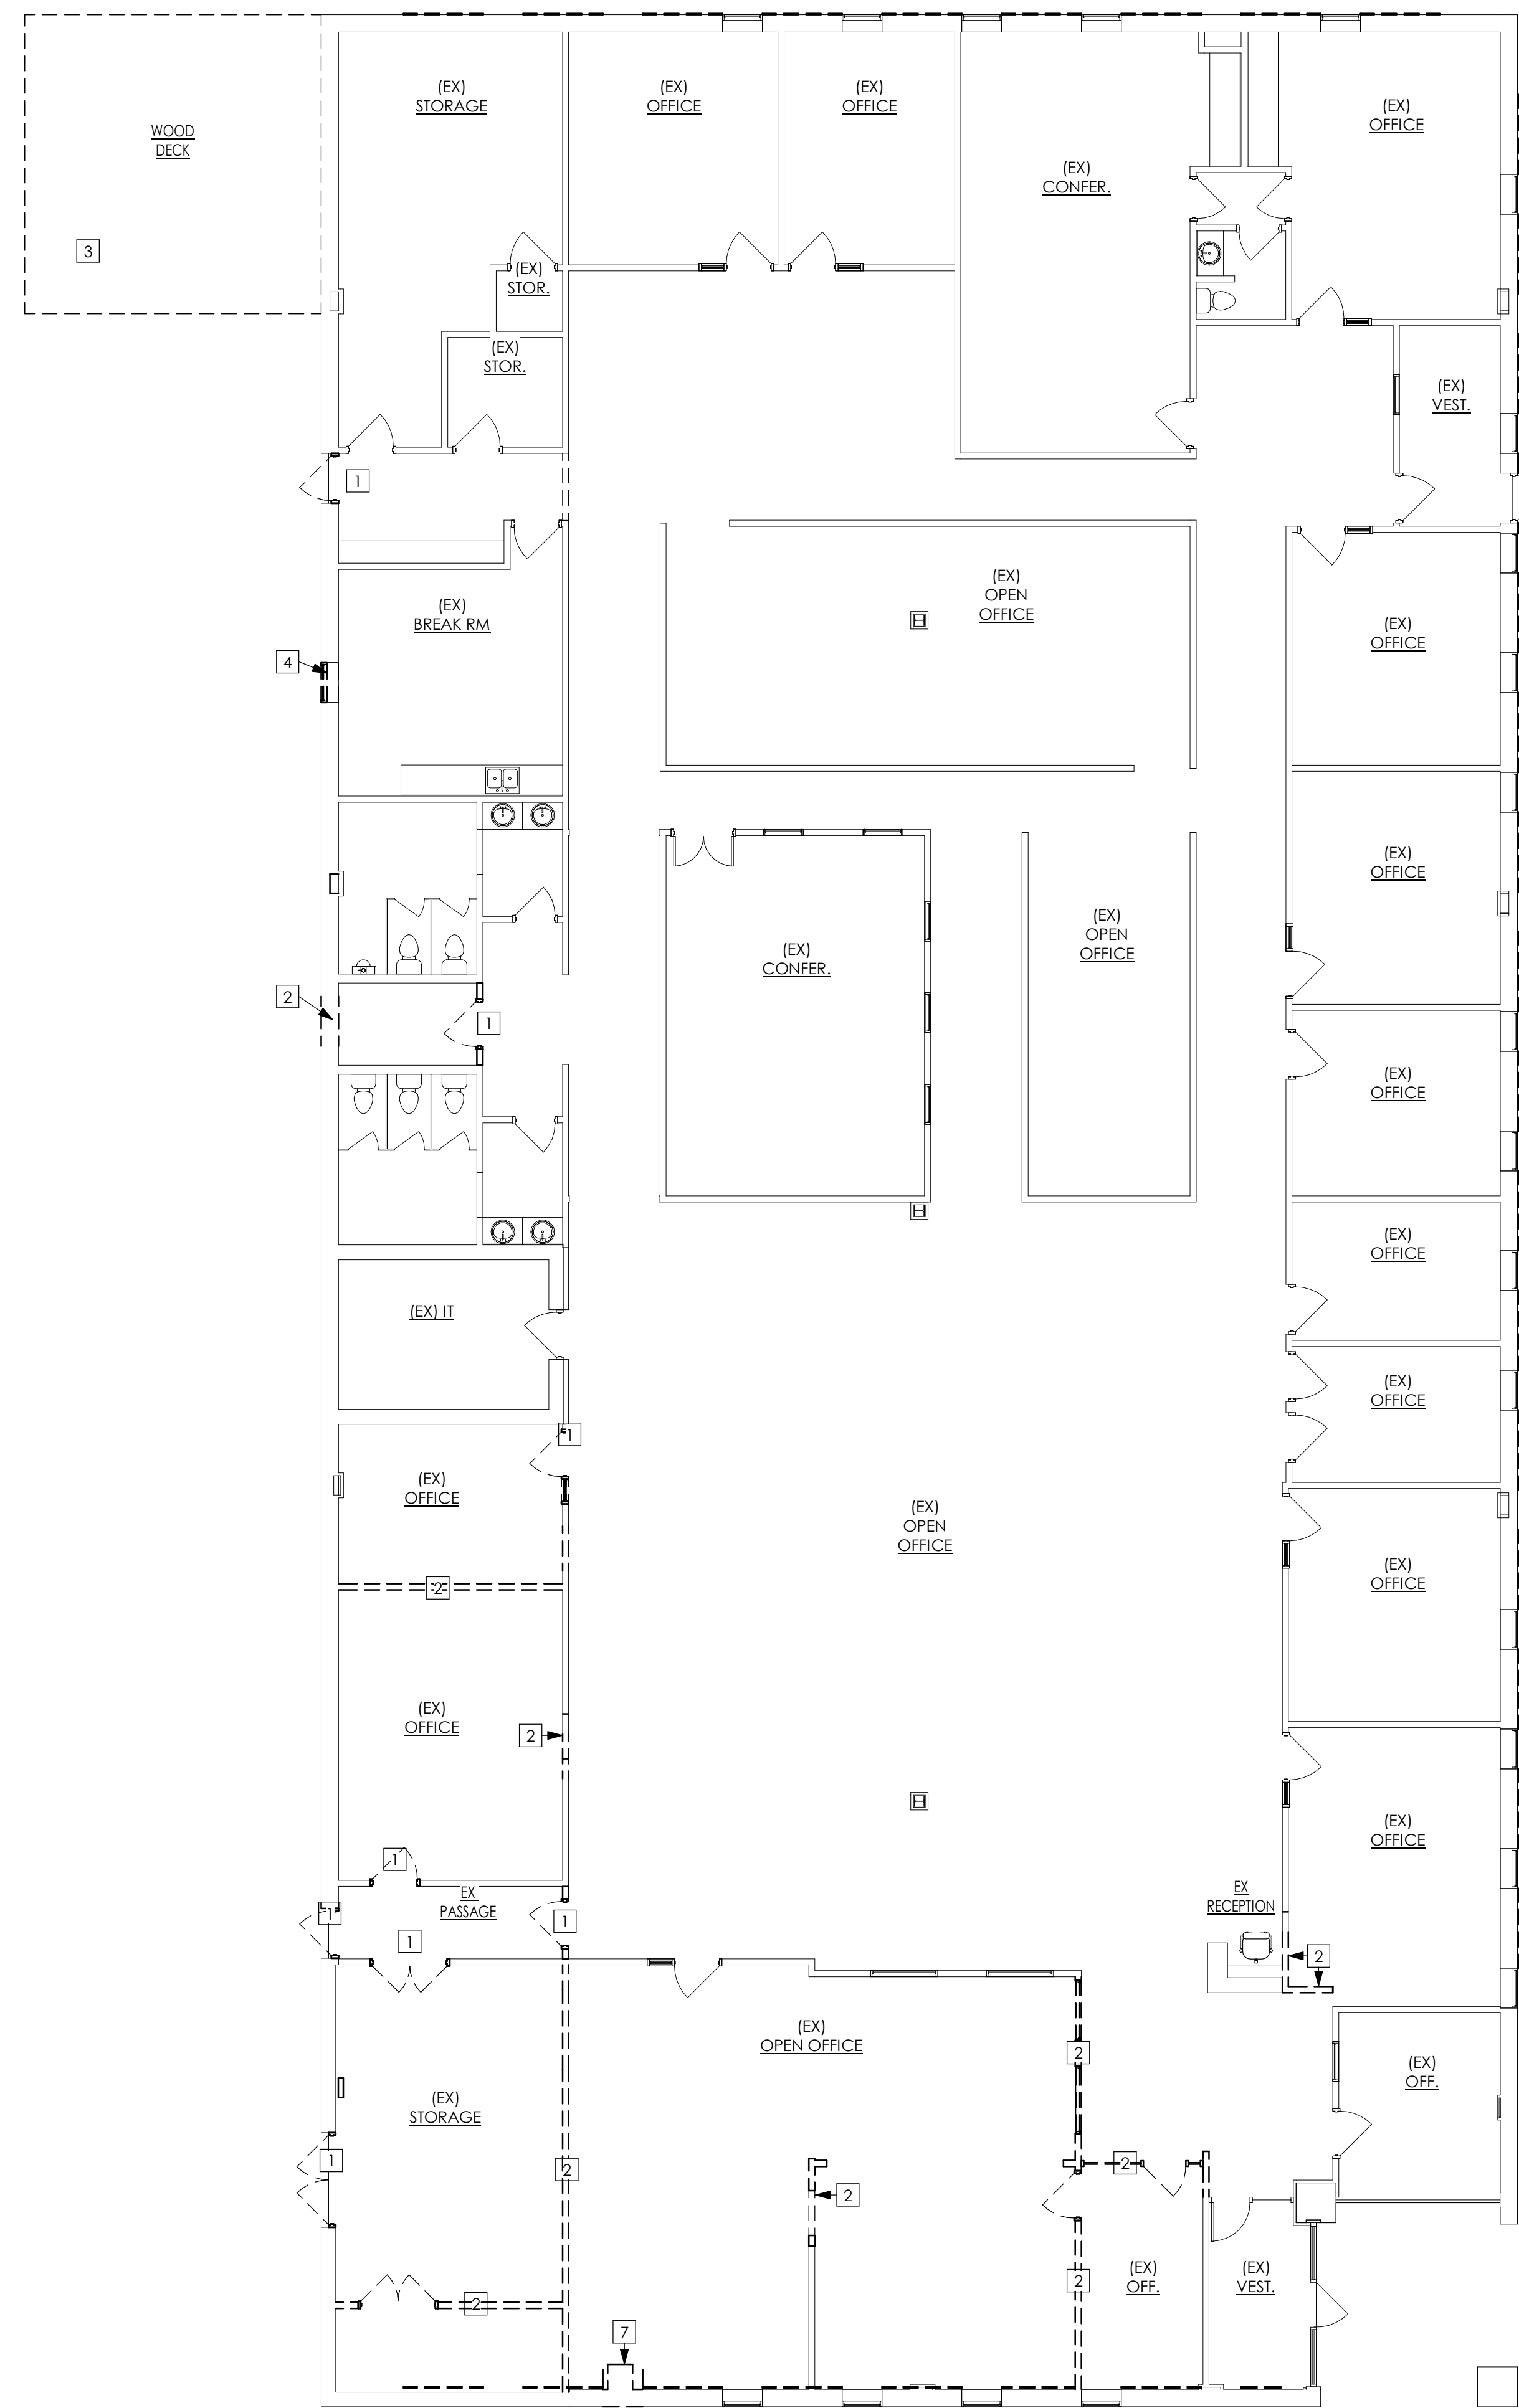 (EX)
STORAGE
(EX)
OFFICE
(EX)
OFFICE
(EX)
OFFICE
WOOD
DECK
(EX)
CONFER.
3
(EX)
STOR.
(EX)
STOR.
(EX)
VEST.
1
(EX)
OPEN
OFFICE
(EX)
BREAK RM
(EX)
OFFICE
4
(EX)
OFFICE
(EX)
OPEN
OFFICE
(EX)
CONFER.
2
1
(EX)
OFFICE
(EX)
OFFICE
(EX) IT
(EX)
OFFICE
1
(EX)
OFFICE
(EX)
OPEN
OFFICE
(EX)
OFFICE
2
(EX)
OFFICE
2
(EX)
OFFICE
1
EX
PASSAGE
EX
RECEPTION
1
1
1
2
(EX)
OPEN OFFICE
2
(EX)
OFF.
(EX)
STORAGE
1
2
2
2
(EX)
OFF.
(EX)
VEST.
2
2
7